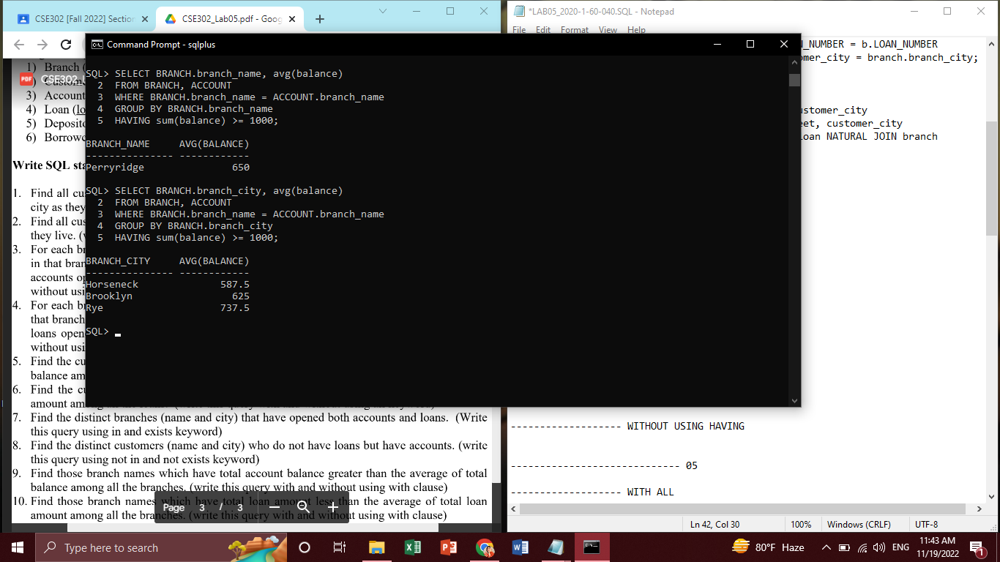 CSE302 [Fall 2022] Section
CSE302_Lab05.pdf - Goog
*LAB05_2020-1-60-040.SQL - Notepad
File Edit Format View Help
Command Prompt - sqlplus
SQL> SELECT BRANCH.branch_name, avg(balance)
2 FROM BRANCH, ACCOUNT
3 WHERE BRANCH.branch_name = ACCOUNT.branch_name
4 GROUP BY BRANCH.branch_name
5 HAVING sum(balance) >= 1000;
BRANCH_NAME AVG(BALANCE)
--------------- ------------
Perryridge 650
SQL> SELECT BRANCH.branch_city, avg(balance)
2 FROM BRANCH, ACCOUNT
3 WHERE BRANCH.branch_name = ACCOUNT.branch_name
4 GROUP BY BRANCH.branch_city
5 HAVING sum(balance) >= 1000;
BRANCH_CITY AVG(BALANCE)
--------------- ------------
Horseneck 587.5
Brooklyn 625
Rye 737.5
SQL>
PDF CSE302_
1) Branch (
2) Custome
3) Account
4) Loan (lo
5) Deposito
6) Borrowe
Write SQL sta
1. Find all cu
city as they
2. Find all cus
they live. (
3. For each b
in that bran
accounts o
without usi
4. For each b
that branch
loans open
without usi
5. Find the cu
balance am
6. Find the cu
amount am
7. Find the distinct branches (name and city) that have opened both accounts and loans. (Write
this query using in and exists keyword)
8. Find the distinct customers (name and city) who do not have loans but have accounts. (write
this query using not in and not exists keyword)
9. Find those branch names which have total account balance greater than the average of total
balance among all the branches. (write this query with and without using with clause)
10. Find those branch names which have total loan amount less than the average of total loan
amount among all the branches. (write this query with and without using with clause)
Page 3 / 3
_NUMBER = b.LOAN_NUMBER
omer_city = branch.branch_city;
ustomer_city
eet, customer_city
loan NATURAL JOIN branch
------------------- WITHOUT USING HAVING
----------------------------- 05
------------------- WITH ALL
Ln 42, Col 30 100% Windows (CRLF) UTF-8
Type here to search
80°F Haze
ENG
11:43 AM
11/19/2022
1